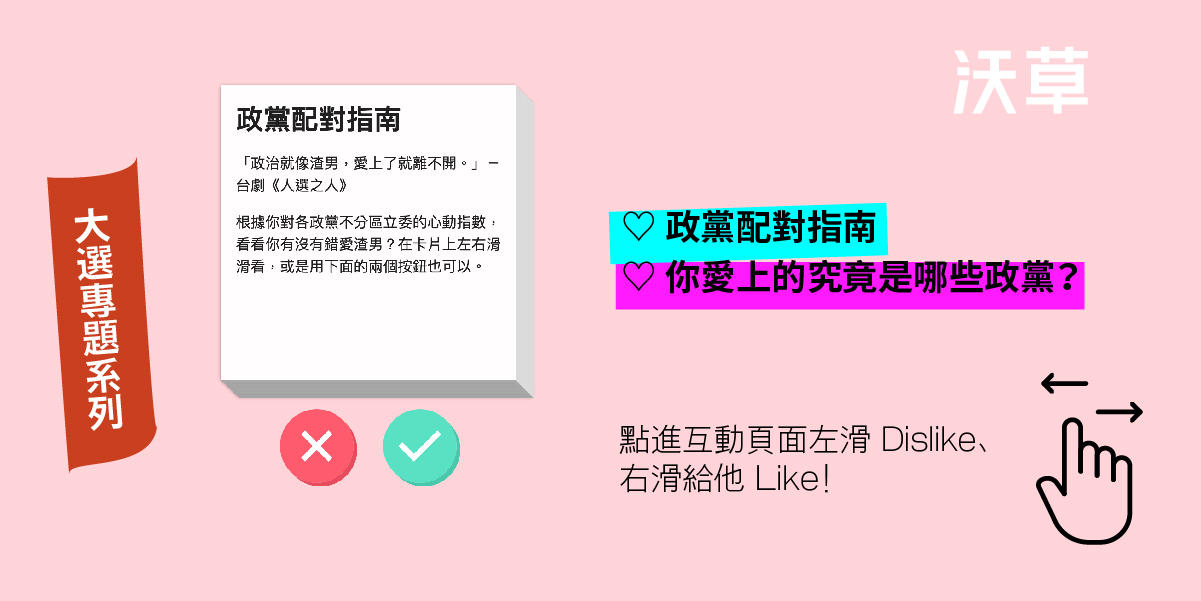 沃草
大選專題系列
政黨配對指南
「政治就像渣男，愛上了就離不開。」－
台劇《人選之人》
根據你對各政黨不分區立委的心動指數，
看看你有沒有錯愛渣男？在卡片上左右滑
滑看，或是用下面的兩個按鈕也可以。
♡ 政黨配對指南
♡ 你愛上的究竟是哪些政黨？
點進互動頁面左滑 Dislike、
右滑給他 Like！